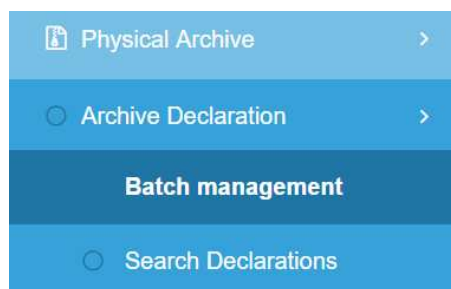 Physical Archive
Archive Declaration
Batch management
Search Declarations